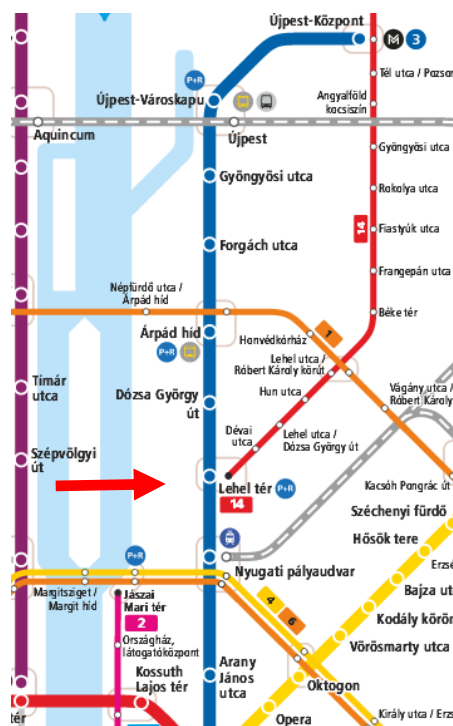 Újpest-Központ
M 3
P+R
Tél utca / Pozson
Újpest-Városkapu
Angyalföld
kocsiszín
Aquincum
Újpest
Gyöngyösi utca
Gyöngyösi utca
Rokolya utca
Forgách utca
14
Fiastyúk utca
Frangepán utca
Népfürdő utca /
Árpád híd
Béke tér
Árpád híd
P+R
1
Honvédkórház
Lehel utca /
Róbert Károly körút
Tímár
utca
Dózsa György
út
Hun utca
Vágány utca /
Róbert Károly
Dévai
utca
Lehel utca /
Dózsa György út
Szépvölgyi
út
Lehel tér
P+R
14
Kacsóh Pongrác út
Széchenyi fürdő
Hősök tere
P+R
Nyugati pályaudvar
Erzsé
Margitsziget /
Margit híd
Jászai
Mari tér
2
4
6
Bajza ut
Kodály körön
Országház,
látogatóközpont
Vörösmarty utca
Kossuth
Lajos tér
Arany
János
utca
Oktogon
tér
Opera
Király utca / Erzs